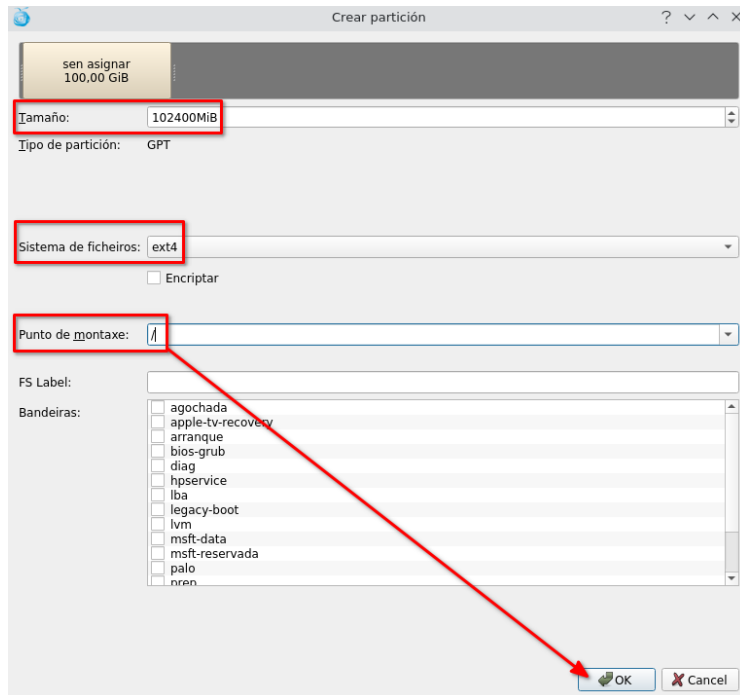 Crear partición
sen asignar
100,00 GiB
Tamaño: 102400MiB
Tipo de partición: GPT
Sistema de ficheiros: ext4
Encriptar
Punto de montaxe: /
FS Label:
Bandeiras:
agochada
apple-tv-recovery
arranque
bios-grub
diag
hpservice
lba
legacy-boot
lvm
msft-data
msft-reservada
palo
prep
OK Cancel